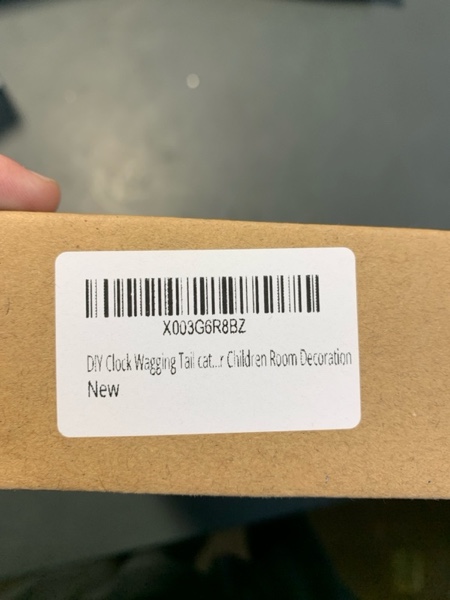 X003G6R8BZ
DIY Clock Wagging Tail cat...r Children Room Decoration
New